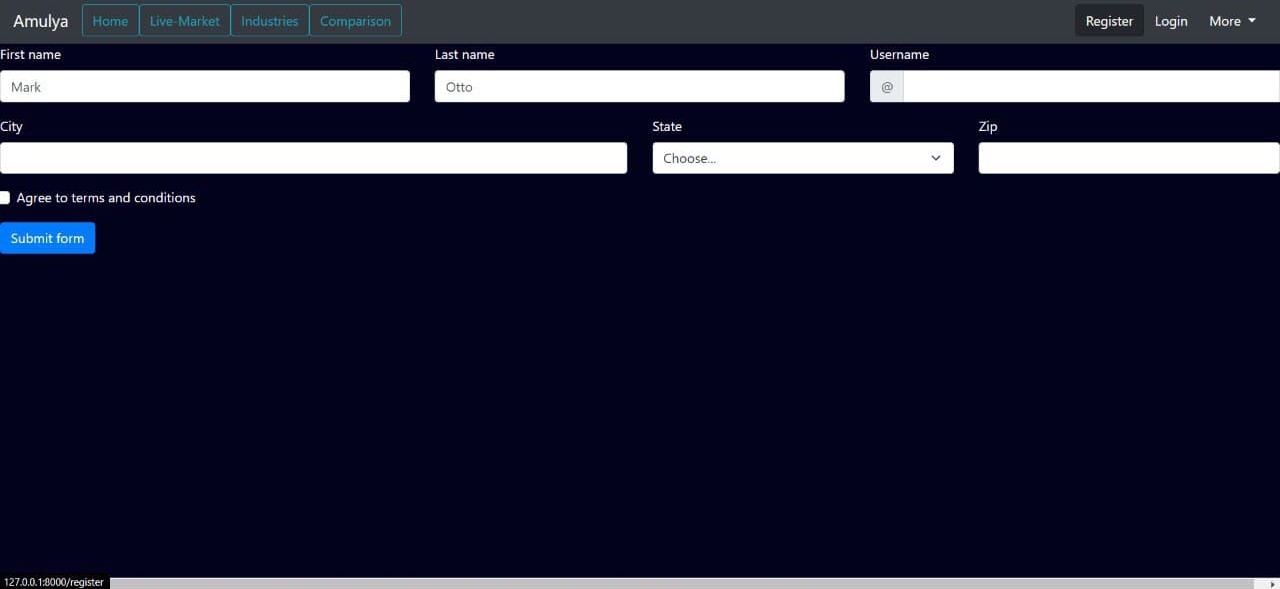 Amulya Home Live-Market Industries Comparison Register Login More
First name Last name Username
Mark Otto @
City State Zip
Choose...
Agree to terms and conditions
Submit form
127.0.0.1:8000/register